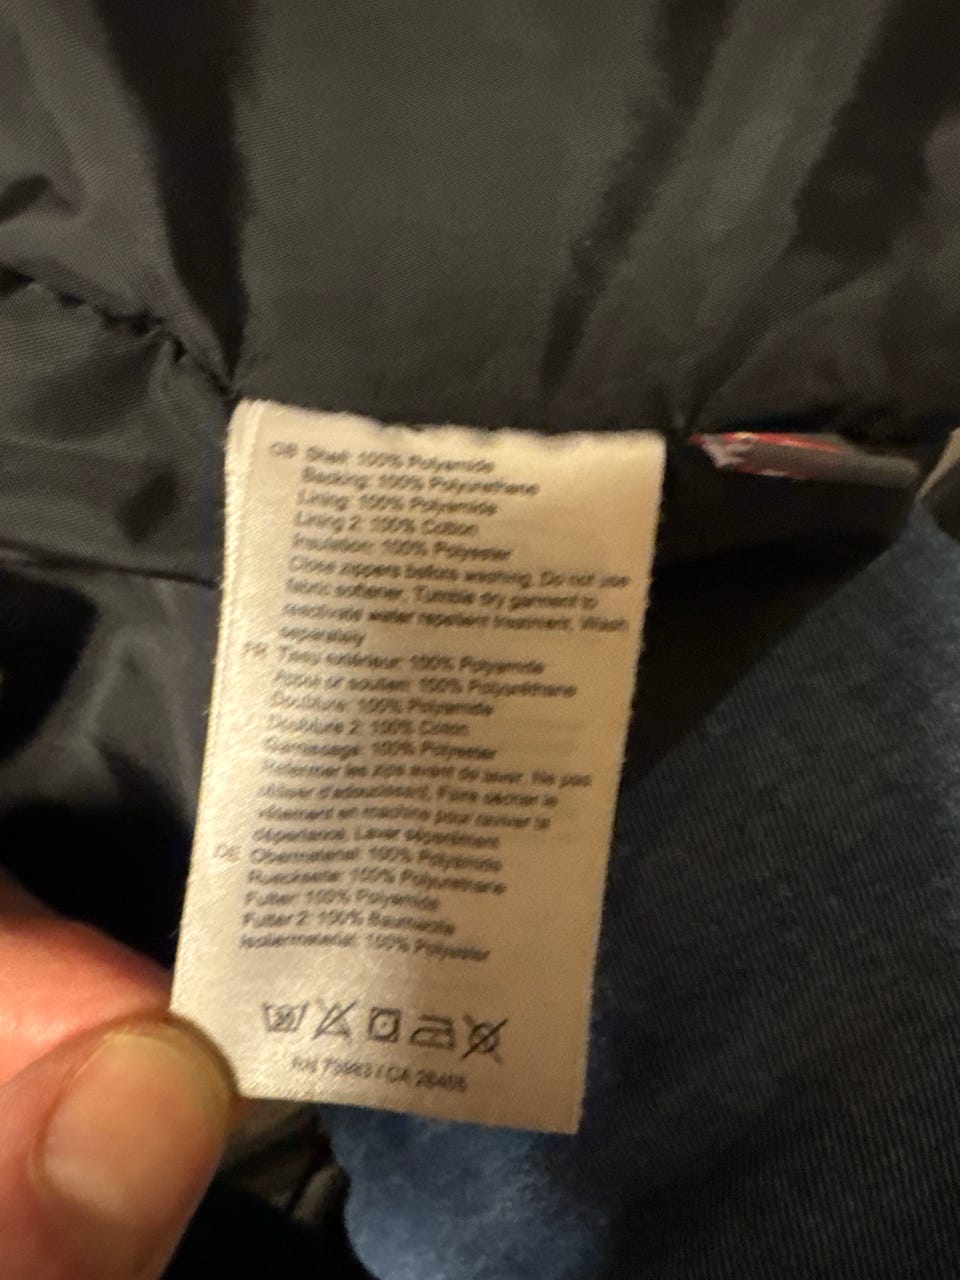 GB Shell: 100% Polyamide
Backing: 100% Polyurethane
Lining: 100% Polyamide
Lining 2: 100% Cotton
Insulation: 100% Polyester
Close zippers before washing. Do not use
fabric softener. Tumble dry garment to
reactivate water repellent treatment. Wash
separately
FR Tissu extérieur: 100% Polyamide
Appui or soutien: 100% Polyuréthane
Doublure: 100% Polyamide
Doublure 2: 100% Coton
Garnissage: 100% Polyester
Refermer les zips avant de laver. Ne pas
utiliser d'adoucissant. Faire sécher le
vêtement en machine pour raviver la
déperlance. Laver séparément
DE Obermaterial: 100% Polyamide
Rueckseite: 100% Polyurethane
Futter: 100% Polyamide
Futter 2: 100% Baumwolle
Isoliermaterial: 100% Polyester
30
RN / CA